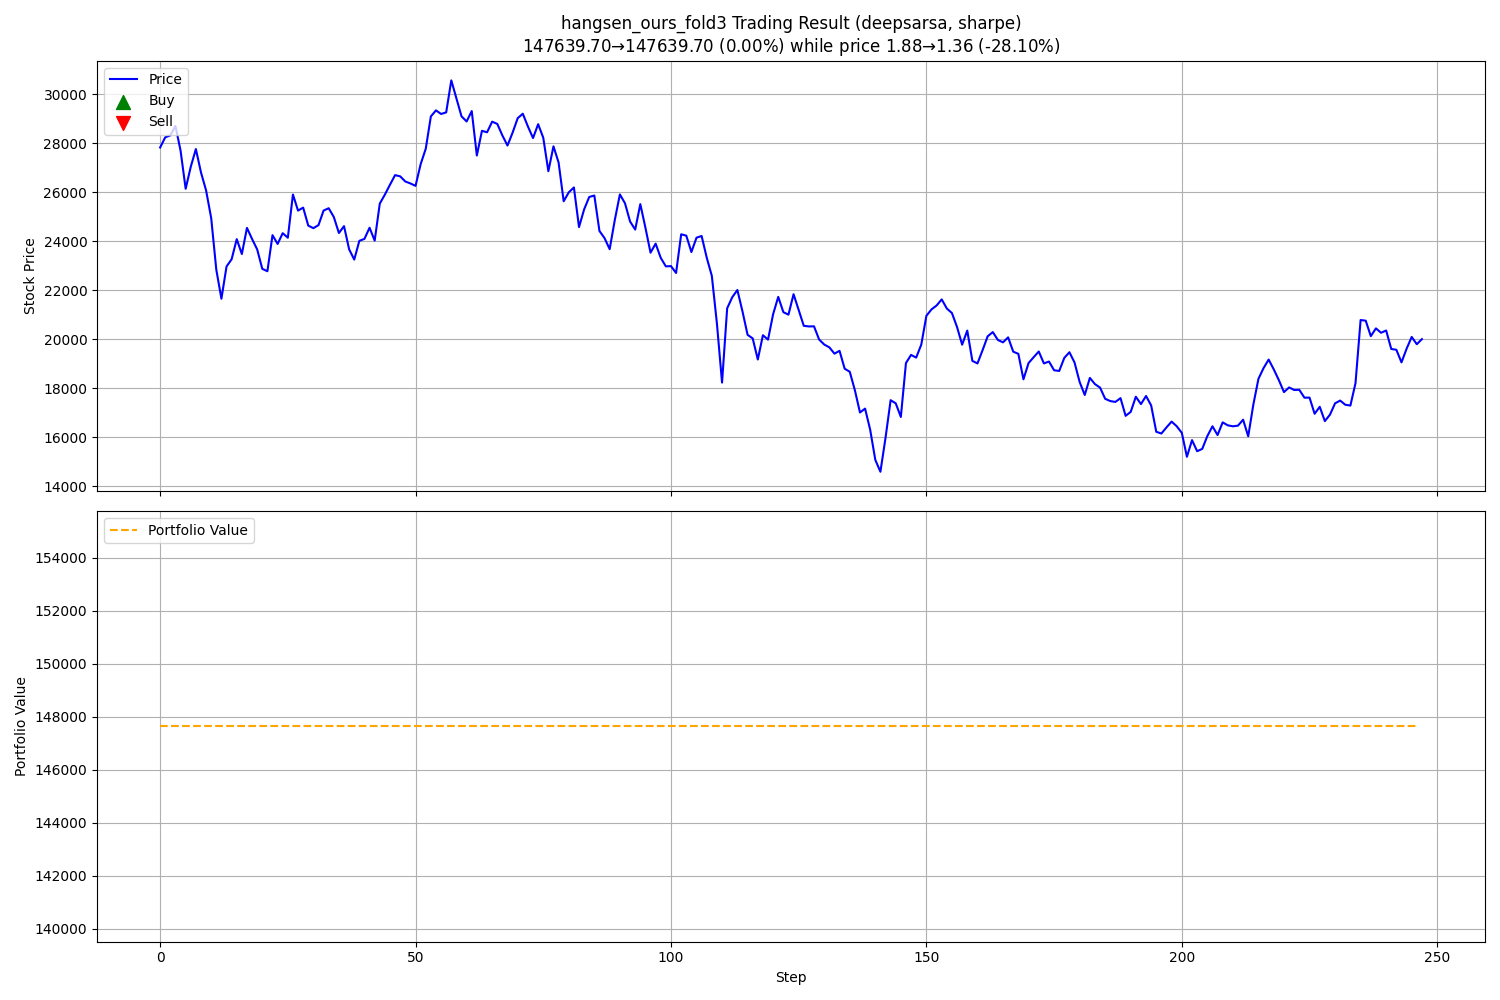 hangsen_ours_fold3 Trading Result (deepsarsa, sharpe)
147639.70→147639.70 (0.00%) while price 1.88→1.36 (-28.10%)
Price
Buy
Sell
Stock Price
30000
28000
26000
24000
22000
20000
18000
16000
14000
Portfolio Value
Portfolio Value
154000
152000
150000
148000
146000
144000
142000
140000
0
50
100
150
200
250
Step